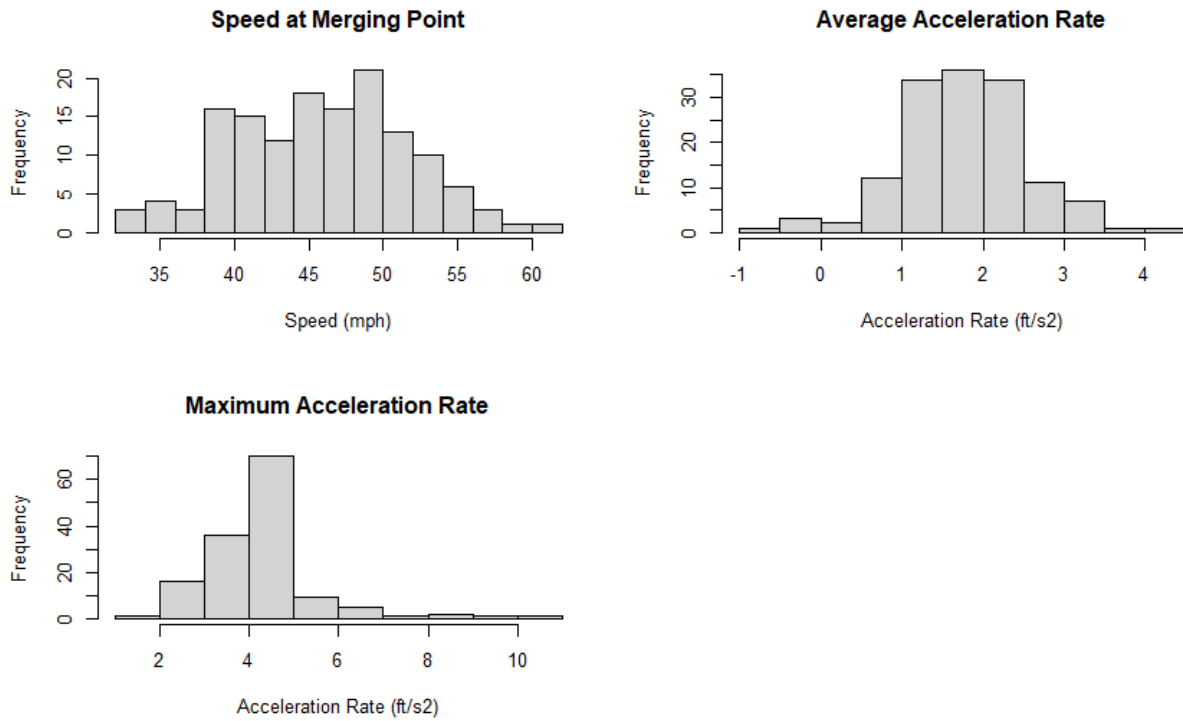 Speed at Merging Point
Frequency
0 5 10 15 20
35 40 45 50 55 60
Speed (mph)
Average Acceleration Rate
Frequency
0 10 20 30
-1 0 1 2 3 4
Acceleration Rate (ft/s2)
Maximum Acceleration Rate
Frequency
0 20 40 60
2 4 6 8 10
Acceleration Rate (ft/s2)